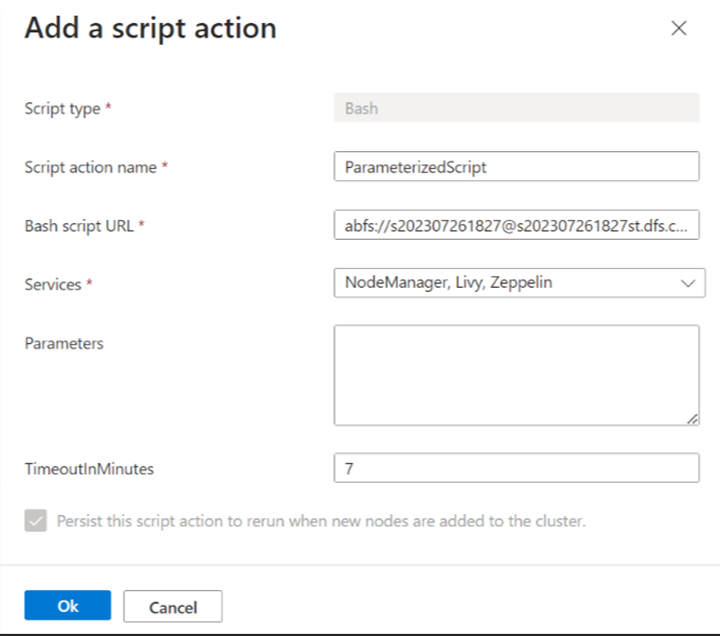 Add a script action
Script type *
Bash
Script action name *
ParameterizedScript
Bash script URL *
abfs://s202307261827@s202307261827st.dfs.c...
Services *
NodeManager, Livy, Zeppelin
Parameters
TimeoutInMinutes
7
Persist this script action to rerun when new nodes are added to the cluster.
Ok
Cancel